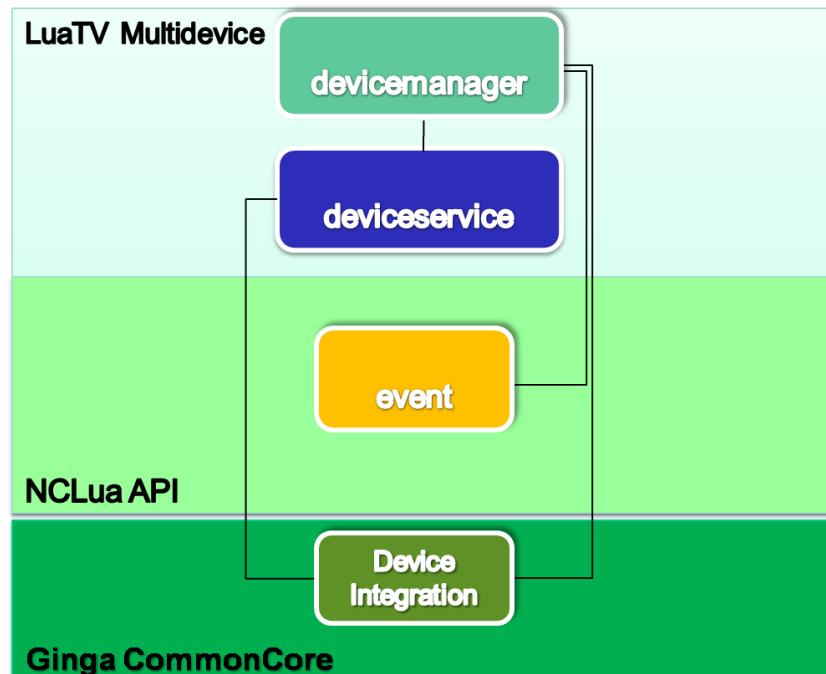 LuaTV Multidevice
devicemanager
deviceservice
event
NCLua API
Device
Integration
Ginga CommonCore